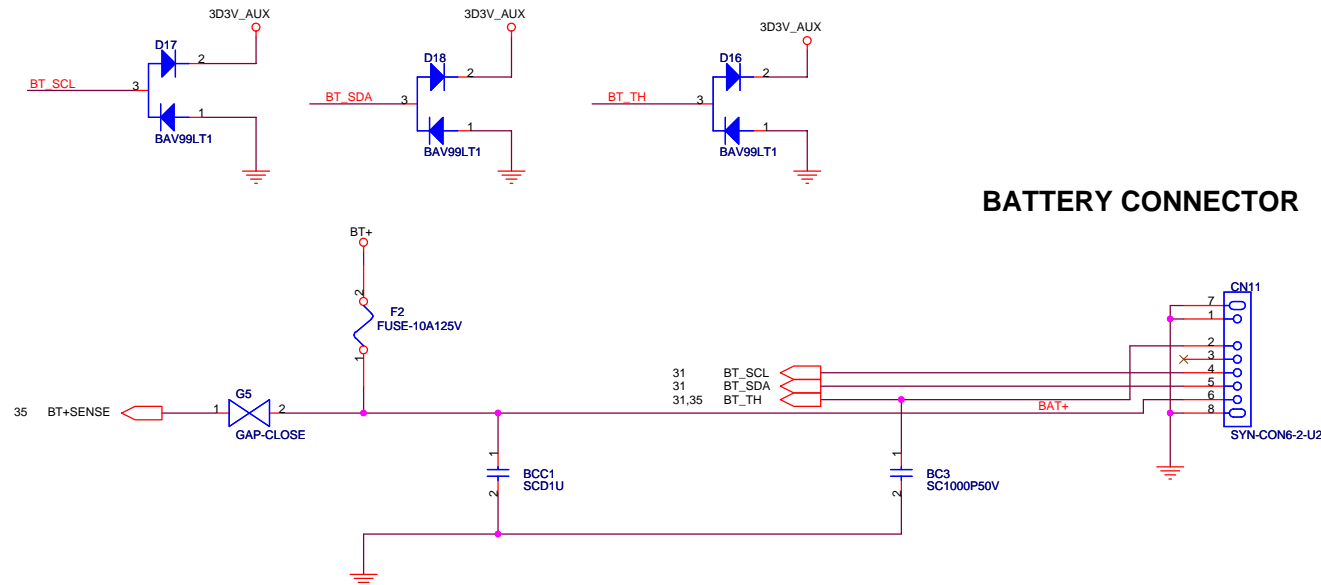 3D3V_AUX
D17
2
BT_SCL
3
1
BAV99LT1
3D3V_AUX
D18
2
BT_SDA
3
1
BAV99LT1
3D3V_AUX
D16
2
BT_TH
3
1
BAV99LT1
BATTERY CONNECTOR
BT+
2
F2
FUSE-10A125V
1
35 BT+SENSE
G5
1 2
GAP-CLOSE
1
BCC1
SCD1U
2
31 BT_SCL
31 BT_SDA
31,35 BT_TH
BAT+
1
BC3
SC1000P50V
2
CN11
7
1
2
3
4
5
6
8
SYN-CON6-2-U2